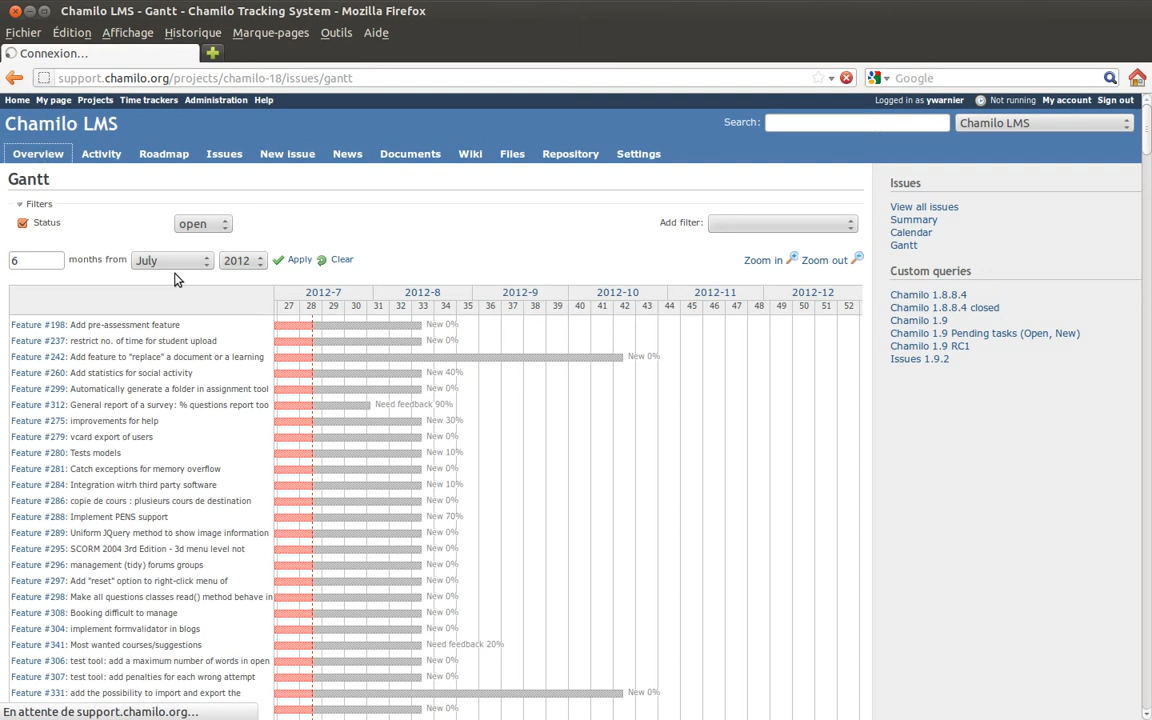 Chamilo LMS - Gantt - Chamilo Tracking System - Mozilla Firefox
Fichier Édition Affichage Historique Marque-pages Outils Aide
Connexion...
support.chamilo.org/projects/chamilo-18/issues/gantt Google
Home My page Projects Time trackers Administration Help Logged in as ywarnier Not running My account Sign out
Chamilo LMS Search: Chamilo LMS
Overview Activity Roadmap Issues New issue News Documents Wiki Files Repository Settings
Gantt
Filters
Status open Add filter:
6 months from July 2012 Apply Clear Zoom in Zoom out
2012-7 2012-8 2012-9 2012-10 2012-11 2012-12
27 28 29 30 31 32 33 34 35 36 37 38 39 40 41 42 43 44 45 46 47 48 49 50 51 52
Feature #198: Add pre-assessment feature New 0%
Feature #237: restrict no. of time for student upload New 0%
Feature #242: Add feature to "replace" a document or a learning New 0%
Feature #260: Add statistics for social activity New 40%
Feature #299: Automatically generate a folder in assignment tool New 0%
Feature #312: General report of a survey: % questions report too Need feedback 90%
Feature #275: improvements for help New 30%
Feature #279: vcard export of users New 0%
Feature #280: Tests models New 10%
Feature #281: Catch exceptions for memory overflow New 0%
Feature #284: Integration witrh third party software New 10%
Feature #286: copie de cours : plusieurs cours de destination New 0%
Feature #288: Implement PENS support New 70%
Feature #289: Uniform JQuery method to show image information New 0%
Feature #295: SCORM 2004 3rd Edition - 3d menu level not New 0%
Feature #296: management (tidy) forums groups New 0%
Feature #297: Add "reset" option to right-click menu of New 0%
Feature #298: Make all questions classes read() method behave in New 0%
Feature #308: Booking difficult to manage New 0%
Feature #304: implement formvalidator in blogs New 0%
Feature #341: Most wanted courses/suggestions Need feedback 20%
Feature #306: test tool: add a maximum number of words in open New 0%
Feature #307: test tool: add penalties for each wrong attempt New 0%
Feature #331: add the possibility to import and export the New 0%
New 0%
En attente de support.chamilo.org...
Issues
View all issues
Summary
Calendar
Gantt
Custom queries
Chamilo 1.8.8.4
Chamilo 1.8.8.4 closed
Chamilo 1.9
Chamilo 1.9 Pending tasks (Open, New)
Chamilo 1.9 RC1
Issues 1.9.2